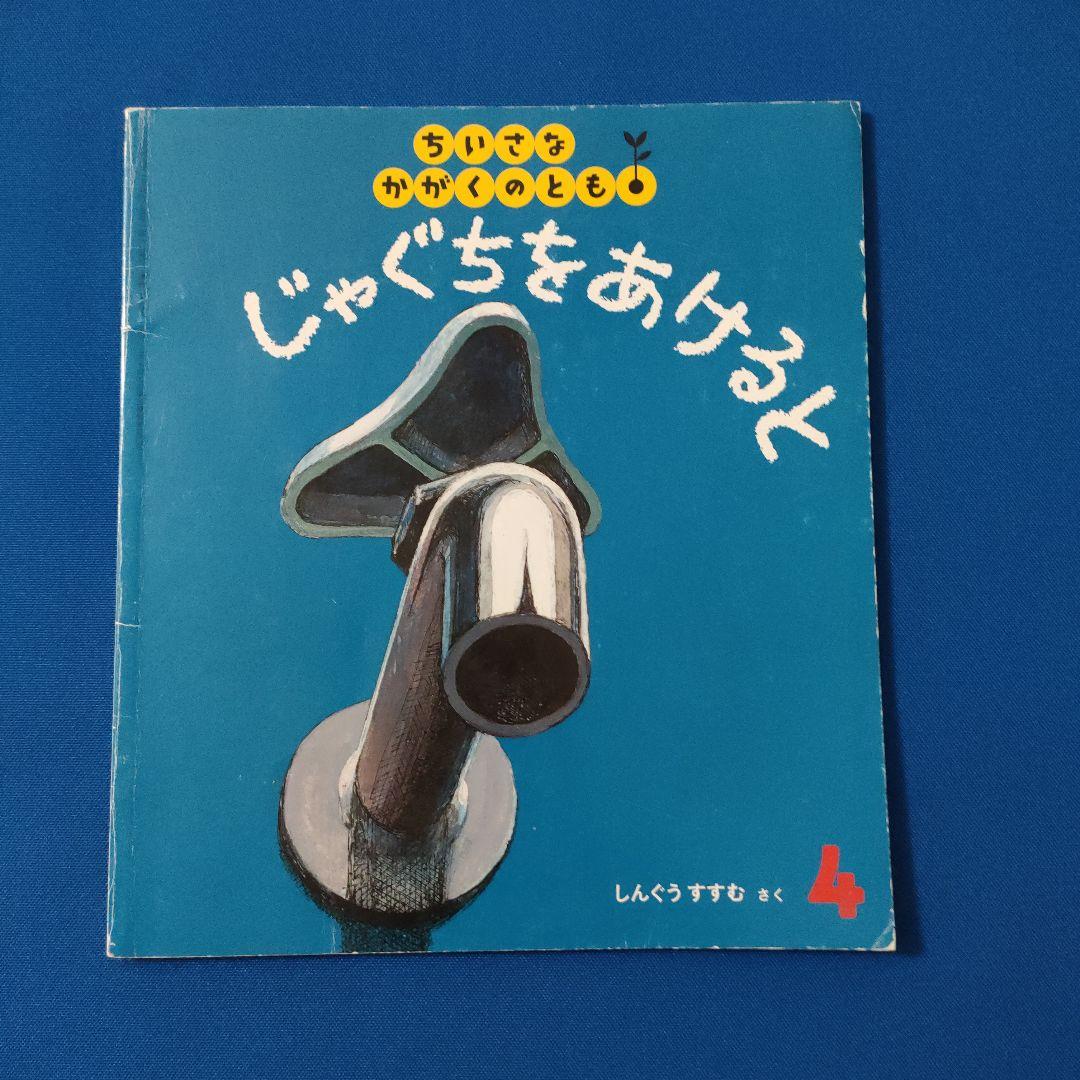 ちいさな
かがくのとも
じゃぐちをあけると
しんぐうすすむ さく
4